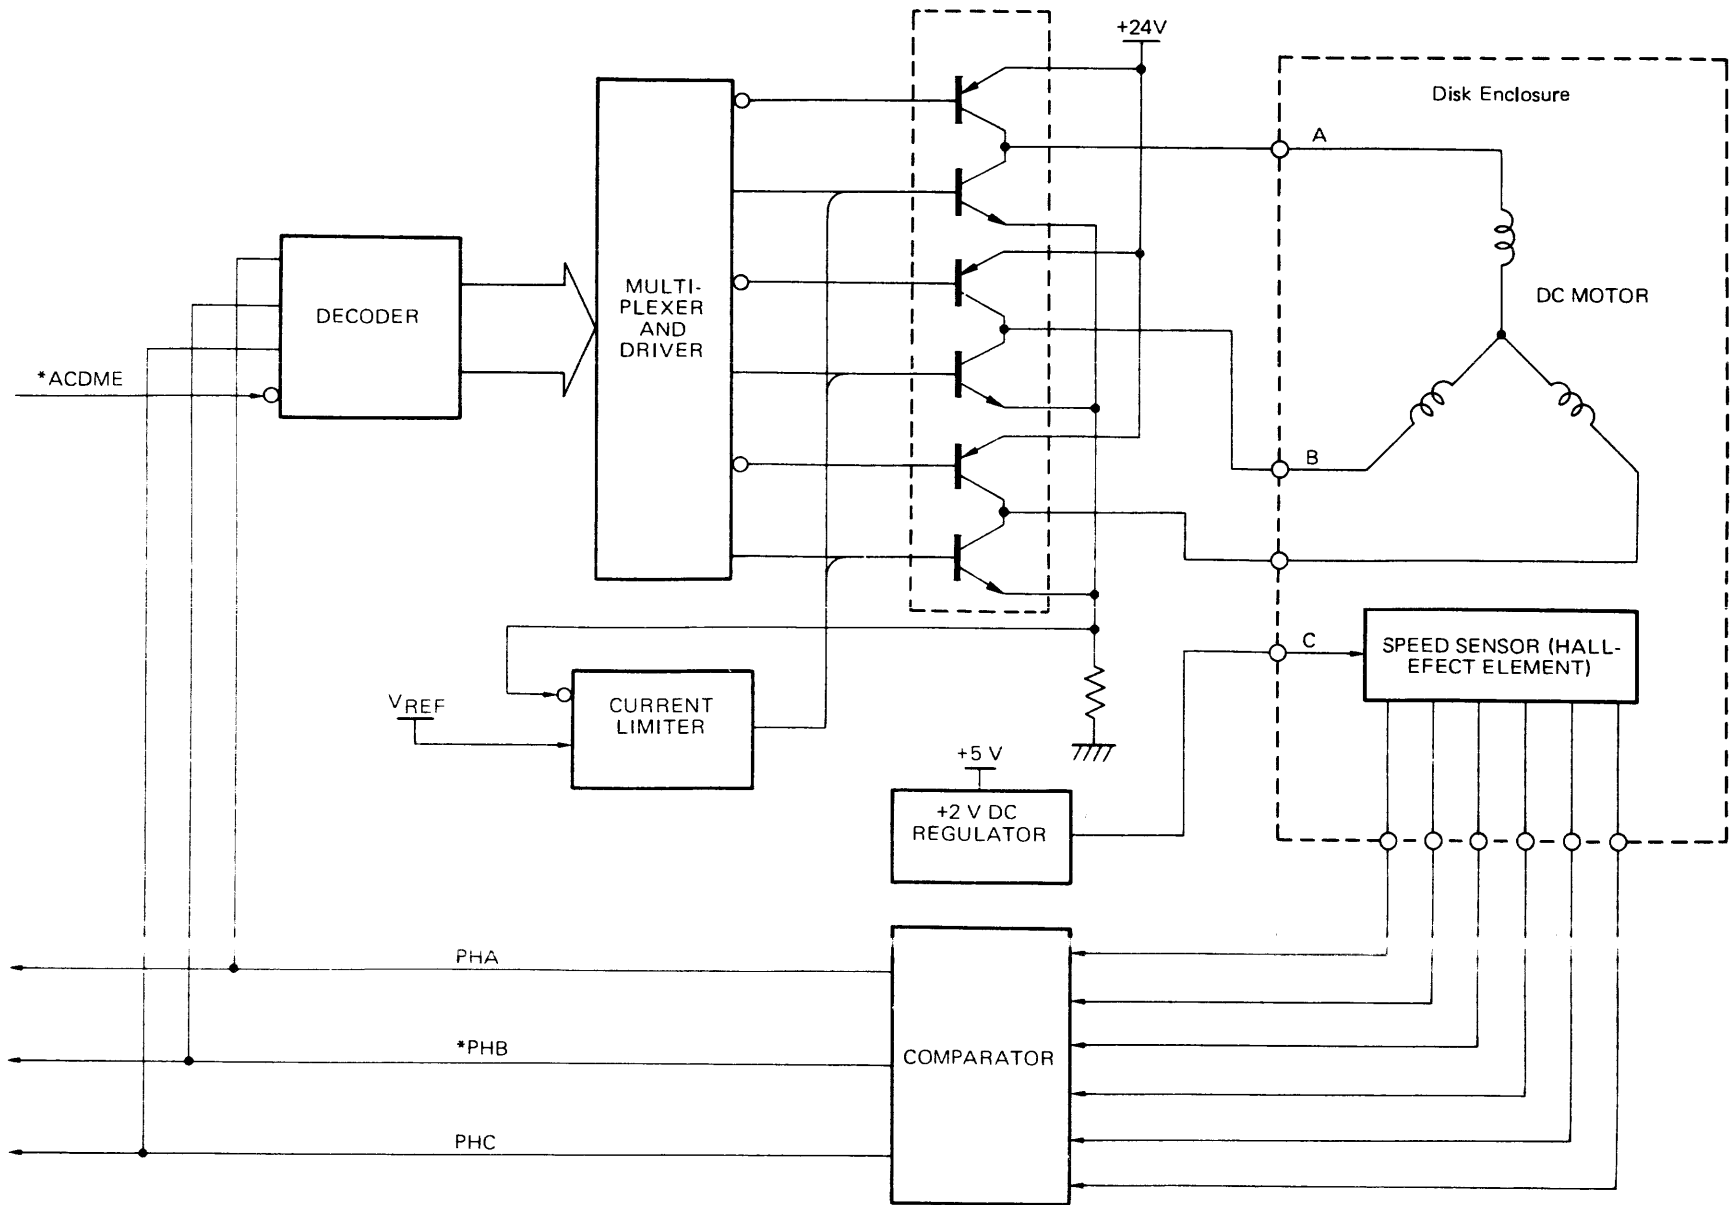 +24V
Disk Enclosure
A
MULTI-
PLEXER
AND
DRIVER
DC MOTOR
DECODER
*ACDME
B
C
SPEED SENSOR (HALL-
EFECT ELEMENT)
VREF
CURRENT
LIMITER
+5 V
+2 V DC
REGULATOR
PHA
*PHB
COMPARATOR
PHC